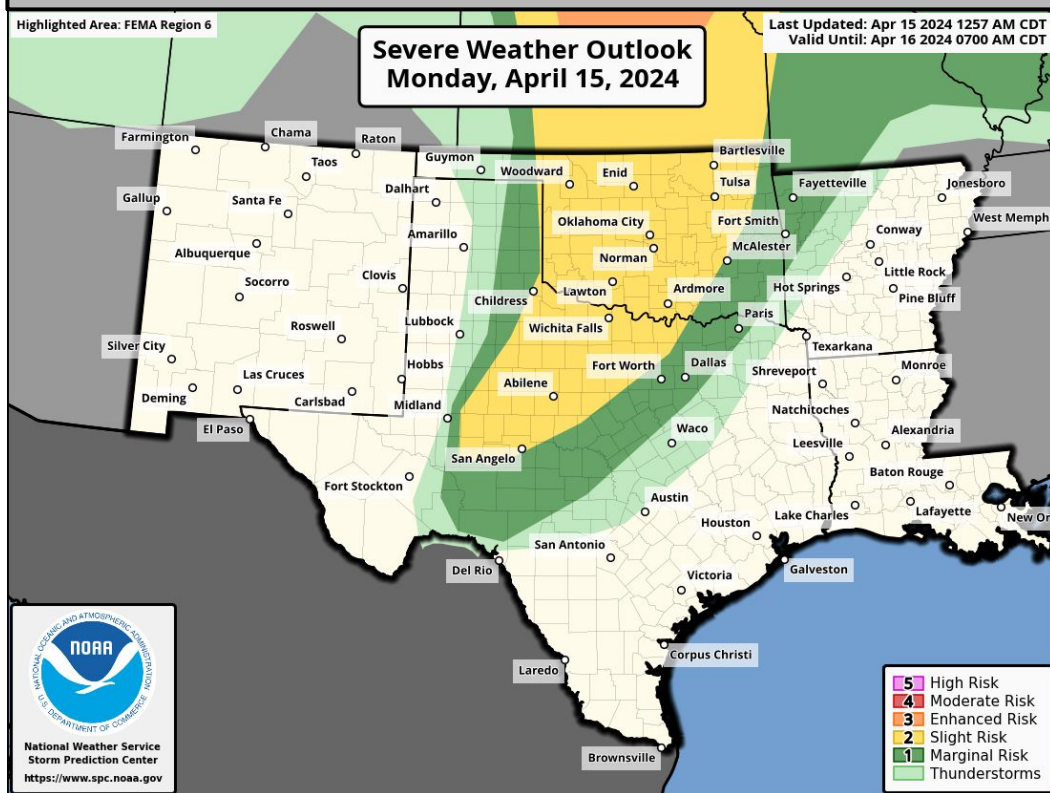 Highlighted Area: FEMA Region 6
Last Updated: Apr 15 2024 1257 AM CDT
Valid Until: Apr 16 2024 0700 AM CDT
Severe Weather Outlook
Monday, April 15, 2024
Farmington
Chama
Raton
Taos
Guymon
Woodward
Enid
Bartlesville
Tulsa
Fayetteville
Jonesboro
Gallup
Santa Fe
Dalhart
Oklahoma City
Fort Smith
West Memph
Albuquerque
Amarillo
Norman
McAlester
Conway
Socorro
Clovis
Childress
Lawton
Ardmore
Hot Springs
Little Rock
Pine Bluff
Roswell
Lubbock
Wichita Falls
Paris
Texarkana
Silver City
Las Cruces
Hobbs
Fort Worth
Dallas
Shreveport
Monroe
Deming
Carlsbad
Midland
Abilene
Natchitoches
El Paso
San Angelo
Waco
Leesville
Alexandria
Fort Stockton
Baton Rouge
Austin
Houston
Lake Charles
Lafayette
New Or
Del Rio
San Antonio
Galveston
Victoria
Laredo
Corpus Christi
Brownsville
NATIONAL OCEANIC AND ATMOSPHERIC ADMINISTRATION
NOAA
U.S. DEPARTMENT OF COMMERCE
National Weather Service
Storm Prediction Center
https://www.spc.noaa.gov
5 High Risk
4 Moderate Risk
3 Enhanced Risk
2 Slight Risk
1 Marginal Risk
Thunderstorms